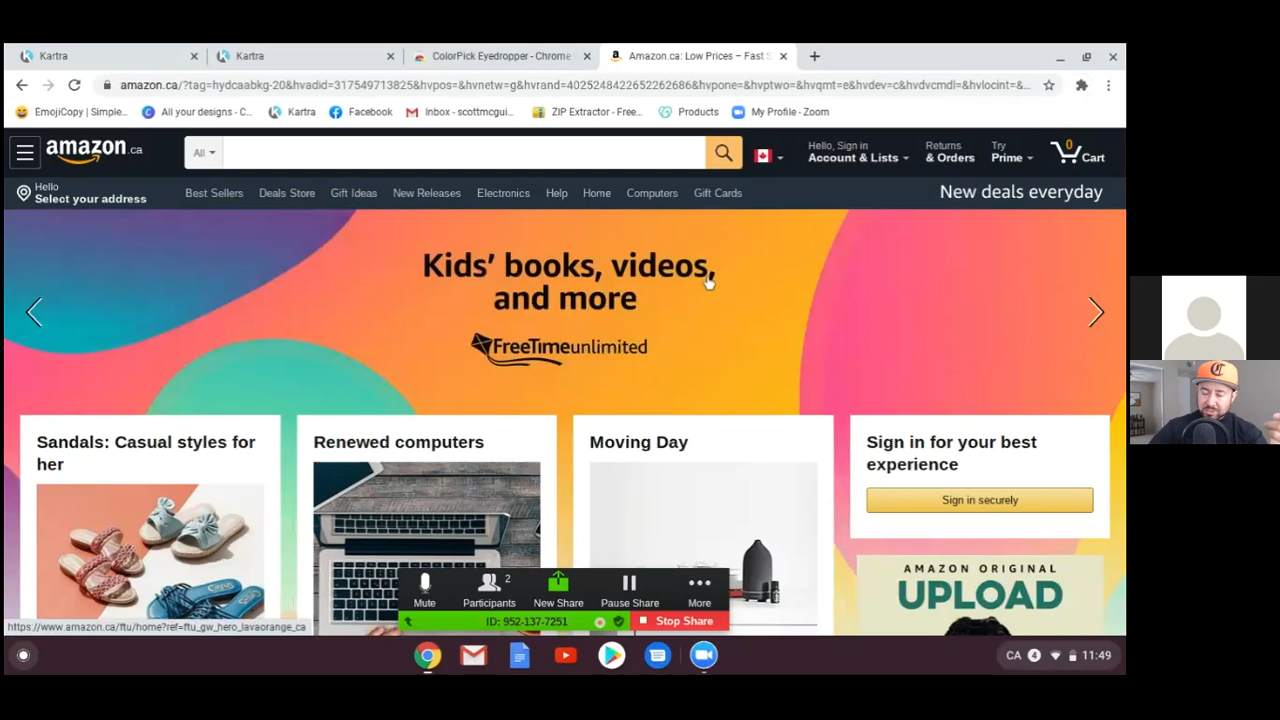 Kartra
Kartra
ColorPick Eyedropper - Chrome
Amazon.ca: Low Prices – Fast S
amazon.ca/?tag=hydcaabkg-20&hvadid=317549713825&hvpos=&hvnetw=g&hvrand=4025248422652262686&hvpone=&hvptwo=&hvqmt=e&hvdev=c&hvdvcmdl=&hvlocint=&...
EmojiCopy | Simple...
All your designs - C...
Kartra
Facebook
Inbox - scottmcgui...
ZIP Extractor - Free...
Products
My Profile - Zoom
amazon.ca
All
Hello, Sign in
Account & Lists
Returns
& Orders
Try
Prime
0
Cart
Hello
Select your address
Best Sellers
Deals Store
Gift Ideas
New Releases
Electronics
Help
Home
Computers
Gift Cards
New deals everyday
Kids' books, videos,
and more
FreeTime unlimited
Sandals: Casual styles for
her
Renewed computers
Moving Day
Sign in for your best
experience
Sign in securely
AMAZON ORIGINAL
UPLOAD
Mute
Participants
2
New Share
Pause Share
More
ID: 952-137-7251
Stop Share
https://www.amazon.ca/ftu/home?ref=ftu_gw_hero_lavaorange_ca
CA
4
11:49
C